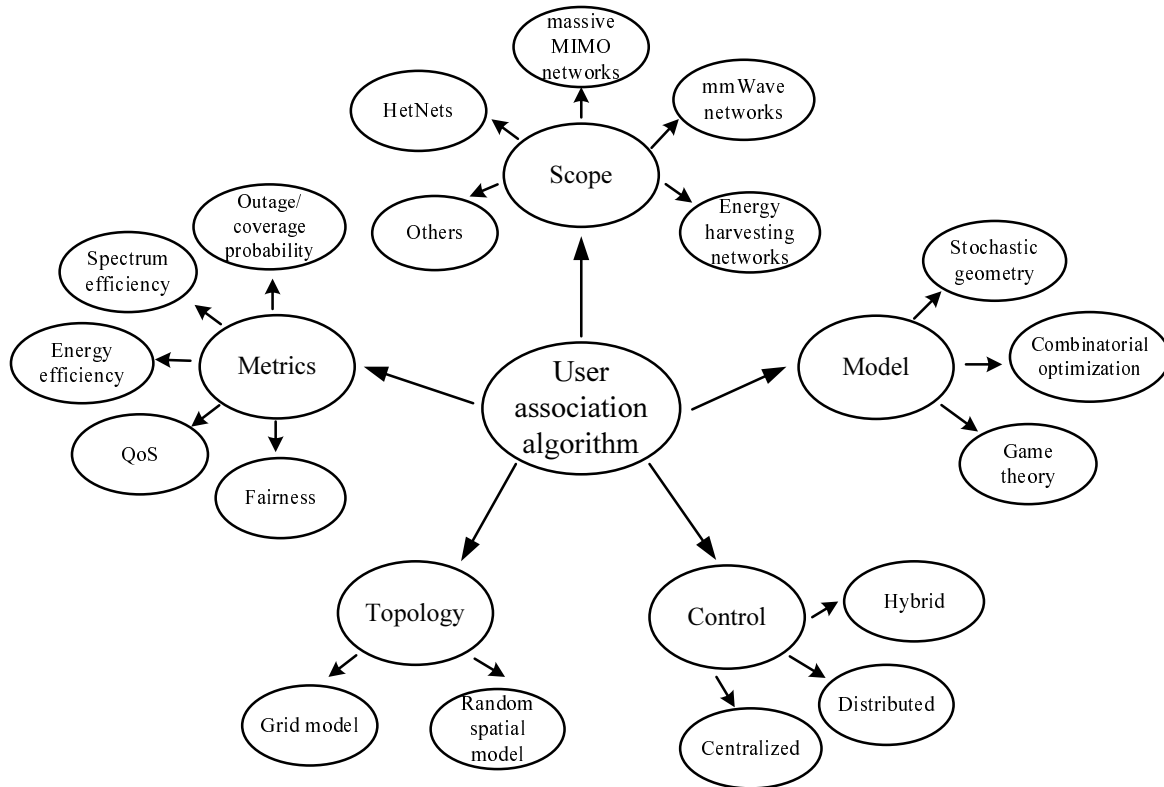 massive
MIMO
networks
HetNets
mmWave
networks
Scope
Others
Energy
harvesting
networks
Outage/
coverage
probability
Spectrum
efficiency
Energy
efficiency
Metrics
QoS
Fairness
User
association
algorithm
Stochastic
geometry
Model
Combinatorial
optimization
Game
theory
Topology
Grid model
Random
spatial
model
Control
Hybrid
Distributed
Centralized